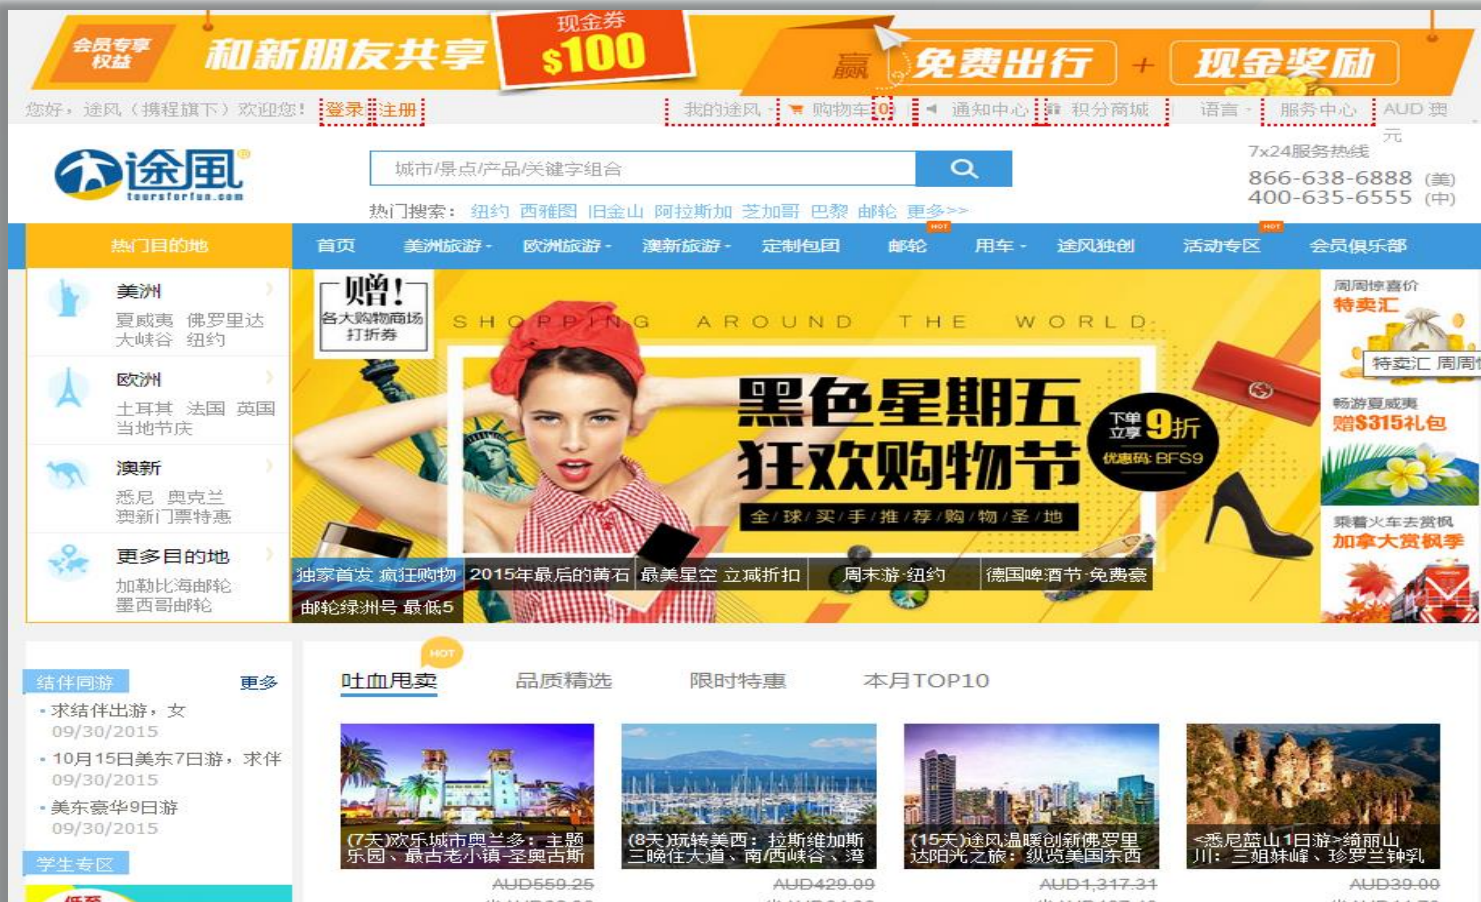 会员专享
权益
和新朋友共享
现金券
$100
赢 免费出行 + 现金奖励
您好，途风（携程旗下）欢迎您！ 登录 注册
我的途风 购物车 0 通知中心 积分商城 语言 服务中心 AUD 澳
元
途風®
toursforfun.com
城市/景点/产品/关键字组合
热门搜索： 纽约 西雅图 旧金山 阿拉斯加 芝加哥 巴黎 邮轮 更多>>
7x24服务热线
866-638-6888 (美)
400-635-6555 (中)
HOT
HOT
热门目的地 首页 美洲旅游 欧洲旅游 澳新旅游 定制包团 邮轮 用车 途风独创 活动专区 会员俱乐部
美洲
夏威夷 佛罗里达
大峡谷 纽约
欧洲
土耳其 法国 英国
当地节庆
澳新
悉尼 奥克兰
澳新门票特惠
更多目的地
加勒比海邮轮
墨西哥邮轮
赠!
各大购物商场
打折券
SHOPPING AROUND THE WORLD
黑色星期五
狂欢购物节
下单
立享 9折
优惠码: BFS9
全/球/买/手/推/荐/购/物/圣/地
独家首发 疯狂购物 2015年最后的黄石 最美星空 立减折扣 周末游·纽约 德国啤酒节·免费豪
邮轮绿洲号 最低5
周周惊喜价
特卖汇
特卖汇 周周
畅游夏威夷
赠$315礼包
乘着火车去赏枫
加拿大赏枫季
结伴同游 更多
求结伴出游，女
09/30/2015
10月15日美东7日游，求伴
09/30/2015
美东豪华9日游
09/30/2015
学生专区
低至
HOT
吐血甩卖 品质精选 限时特惠 本月TOP10
(7天)欢乐城市奥兰多：主题
乐园、最古老小镇-圣奥古斯
AUD559.25
(8天)玩转美西：拉斯维加斯
三晚住大道、南/西峡谷、湾
AUD429.09
(15天)途风温暖创新佛罗里
达阳光之旅：纵览美国东西
AUD1,317.31
<悉尼蓝山1日游>绮丽山
川：三姐妹峰、珍罗兰钟乳
AUD39.00